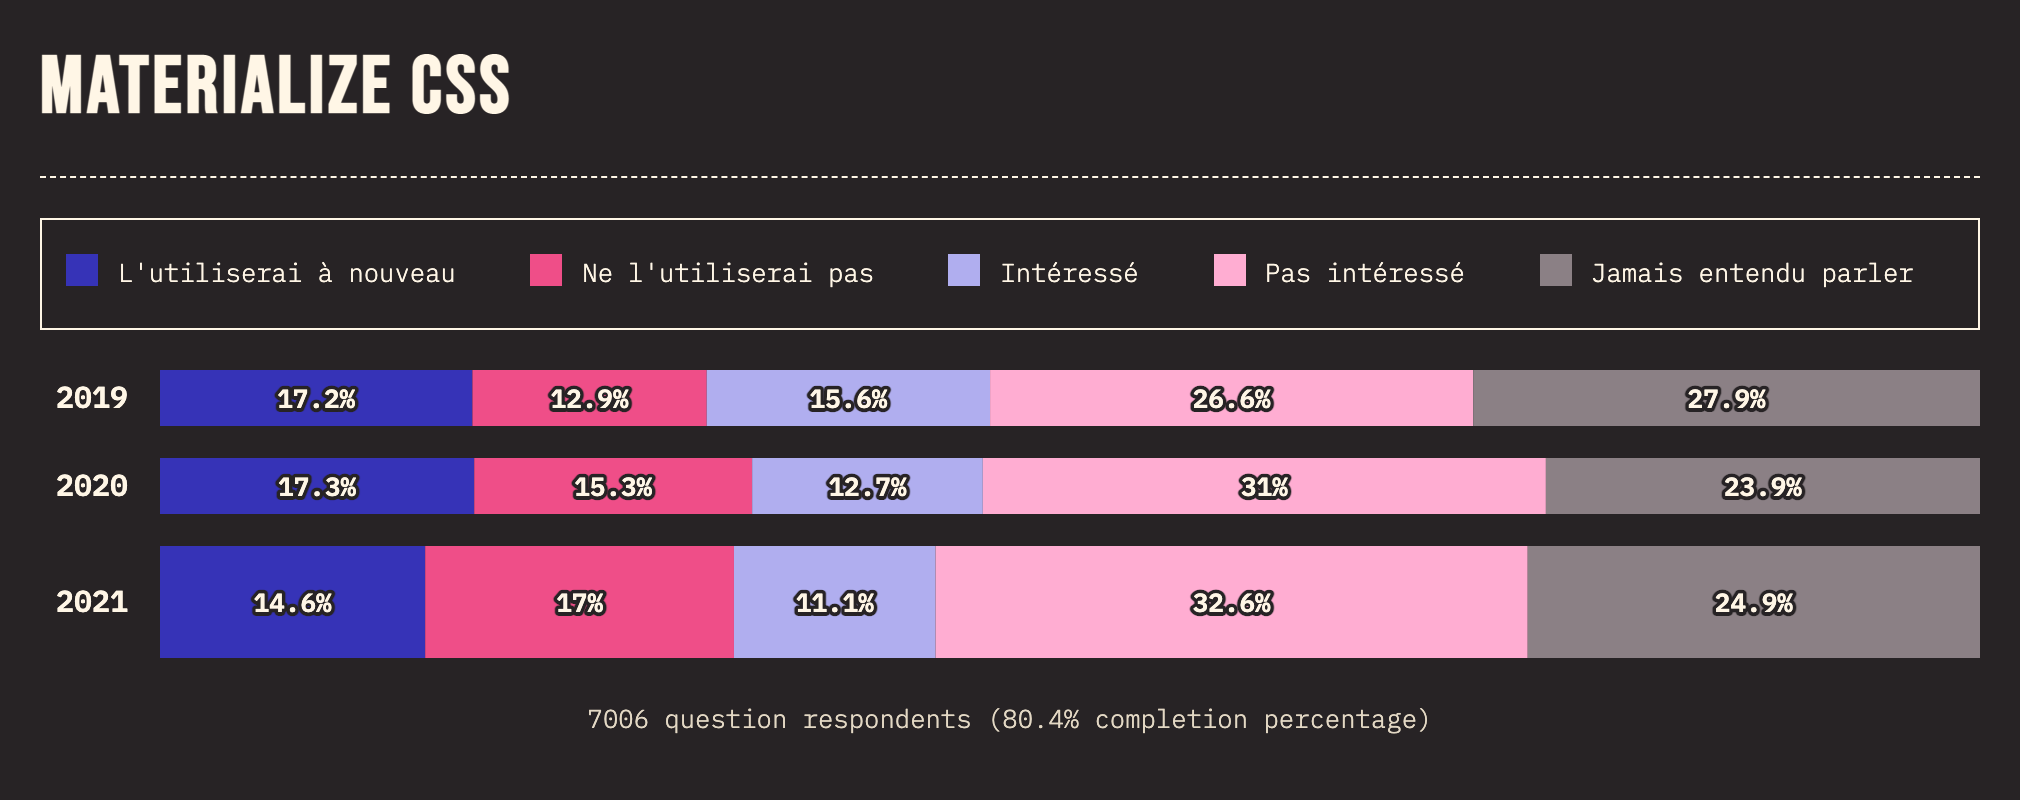 MATERIALIZE CSS
L'utiliserai à nouveau Ne l'utiliserai pas Intéressé Pas intéressé Jamais entendu parler
2019 17.2% 12.9% 15.6% 26.6% 27.9%
2020 17.3% 15.3% 12.7% 31% 23.9%
2021 14.6% 17% 11.1% 32.6% 24.9%
7006 question respondents (80.4% completion percentage)